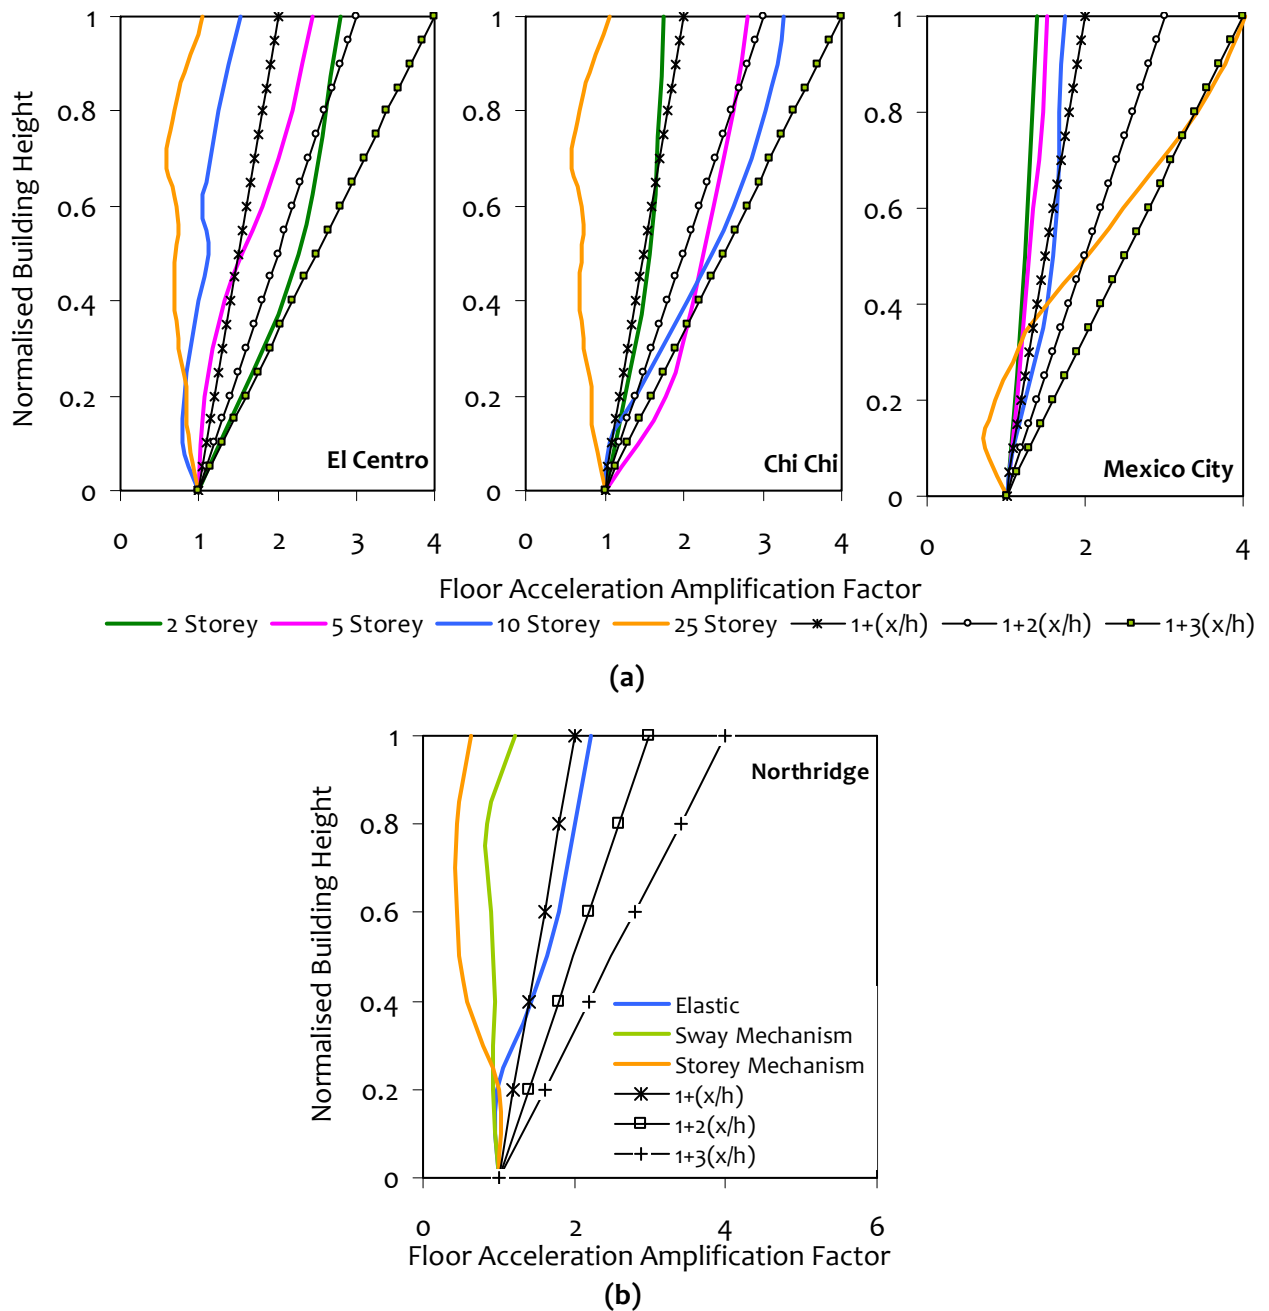 Normalised Building Height
1
0.8
0.6
0.4
0.2
0
El Centro
0 1 2 3 4
1
0.8
0.6
0.4
0.2
0
Chi Chi
0 1 2 3 4
1
0.8
0.6
0.4
0.2
0
Mexico City
0 2 4
Floor Acceleration Amplification Factor
2 Storey 5 Storey 10 Storey 25 Storey 1+(x/h) 1+2(x/h) 1+3(x/h)
(a)
Normalised Building Height
1
0.8
0.6
0.4
0.2
0
Northridge
Elastic
Sway Mechanism
Storey Mechanism
1+(x/h)
1+2(x/h)
1+3(x/h)
0 2 4 6
Floor Acceleration Amplification Factor
(b)